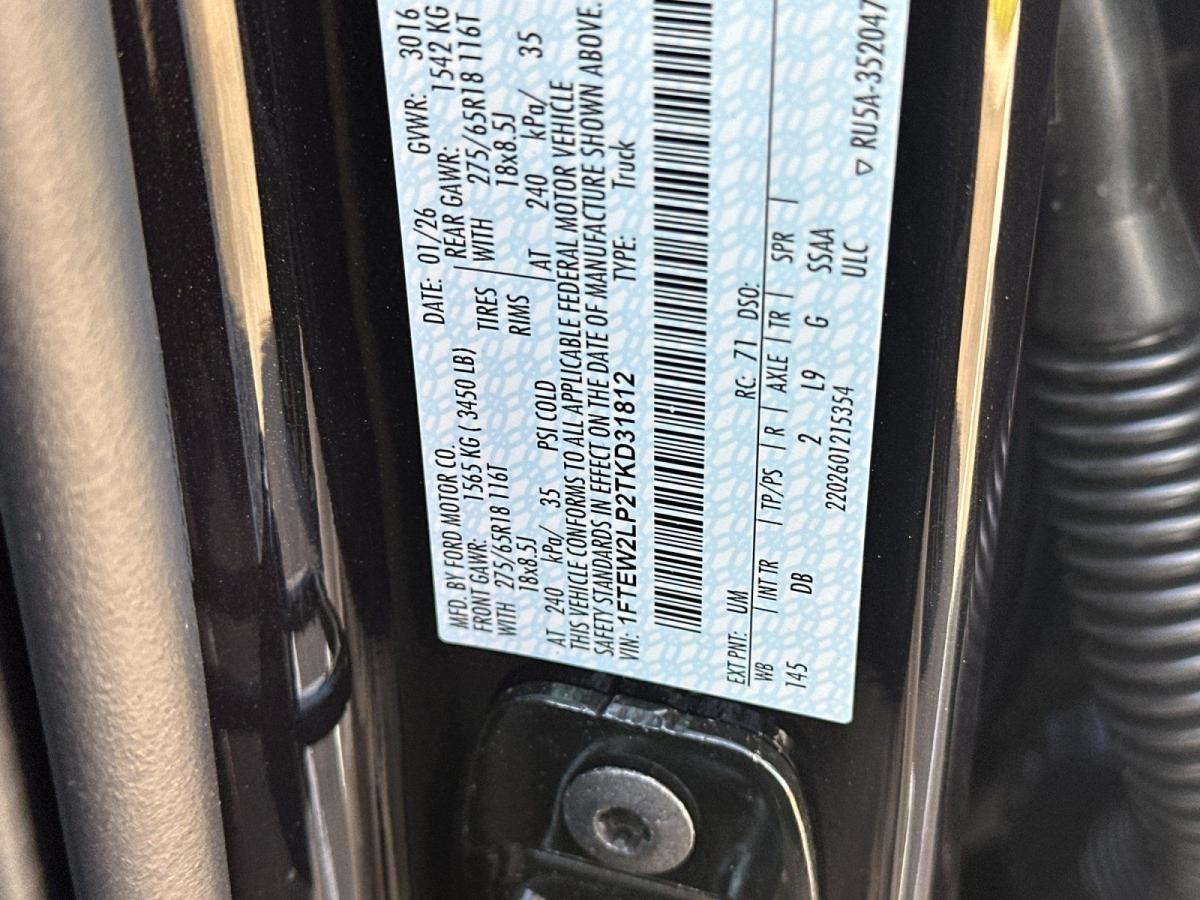 MFD. BY FORD MOTOR CO. DATE: 01/26 GVWR: 3016
FRONT GAWR: 1565 KG ( 3450 LB) REAR GAWR: 1542 KG
WITH 275/65R18 116T TIRES WITH 275/65R18 116T
18x8.5J RIMS 18x8.5J
AT 240 kPa/ 35 PSI COLD AT 240 kPa/ 35
THIS VEHICLE CONFORMS TO ALL APPLICABLE FEDERAL MOTOR VEHICLE
SAFETY STANDARDS IN EFFECT ON THE DATE OF MANUFACTURE SHOWN ABOVE.
VIN: 1FTEW2LP2TKD31812 TYPE: Truck
EXT PNT: UM RC: 71 DSO:
WB | INT TR | TP/PS | R | AXLE | TR | SPR |
145 DB 2 L9 G SSAA
2202601215354 ULC ▽ RU5A-3520472